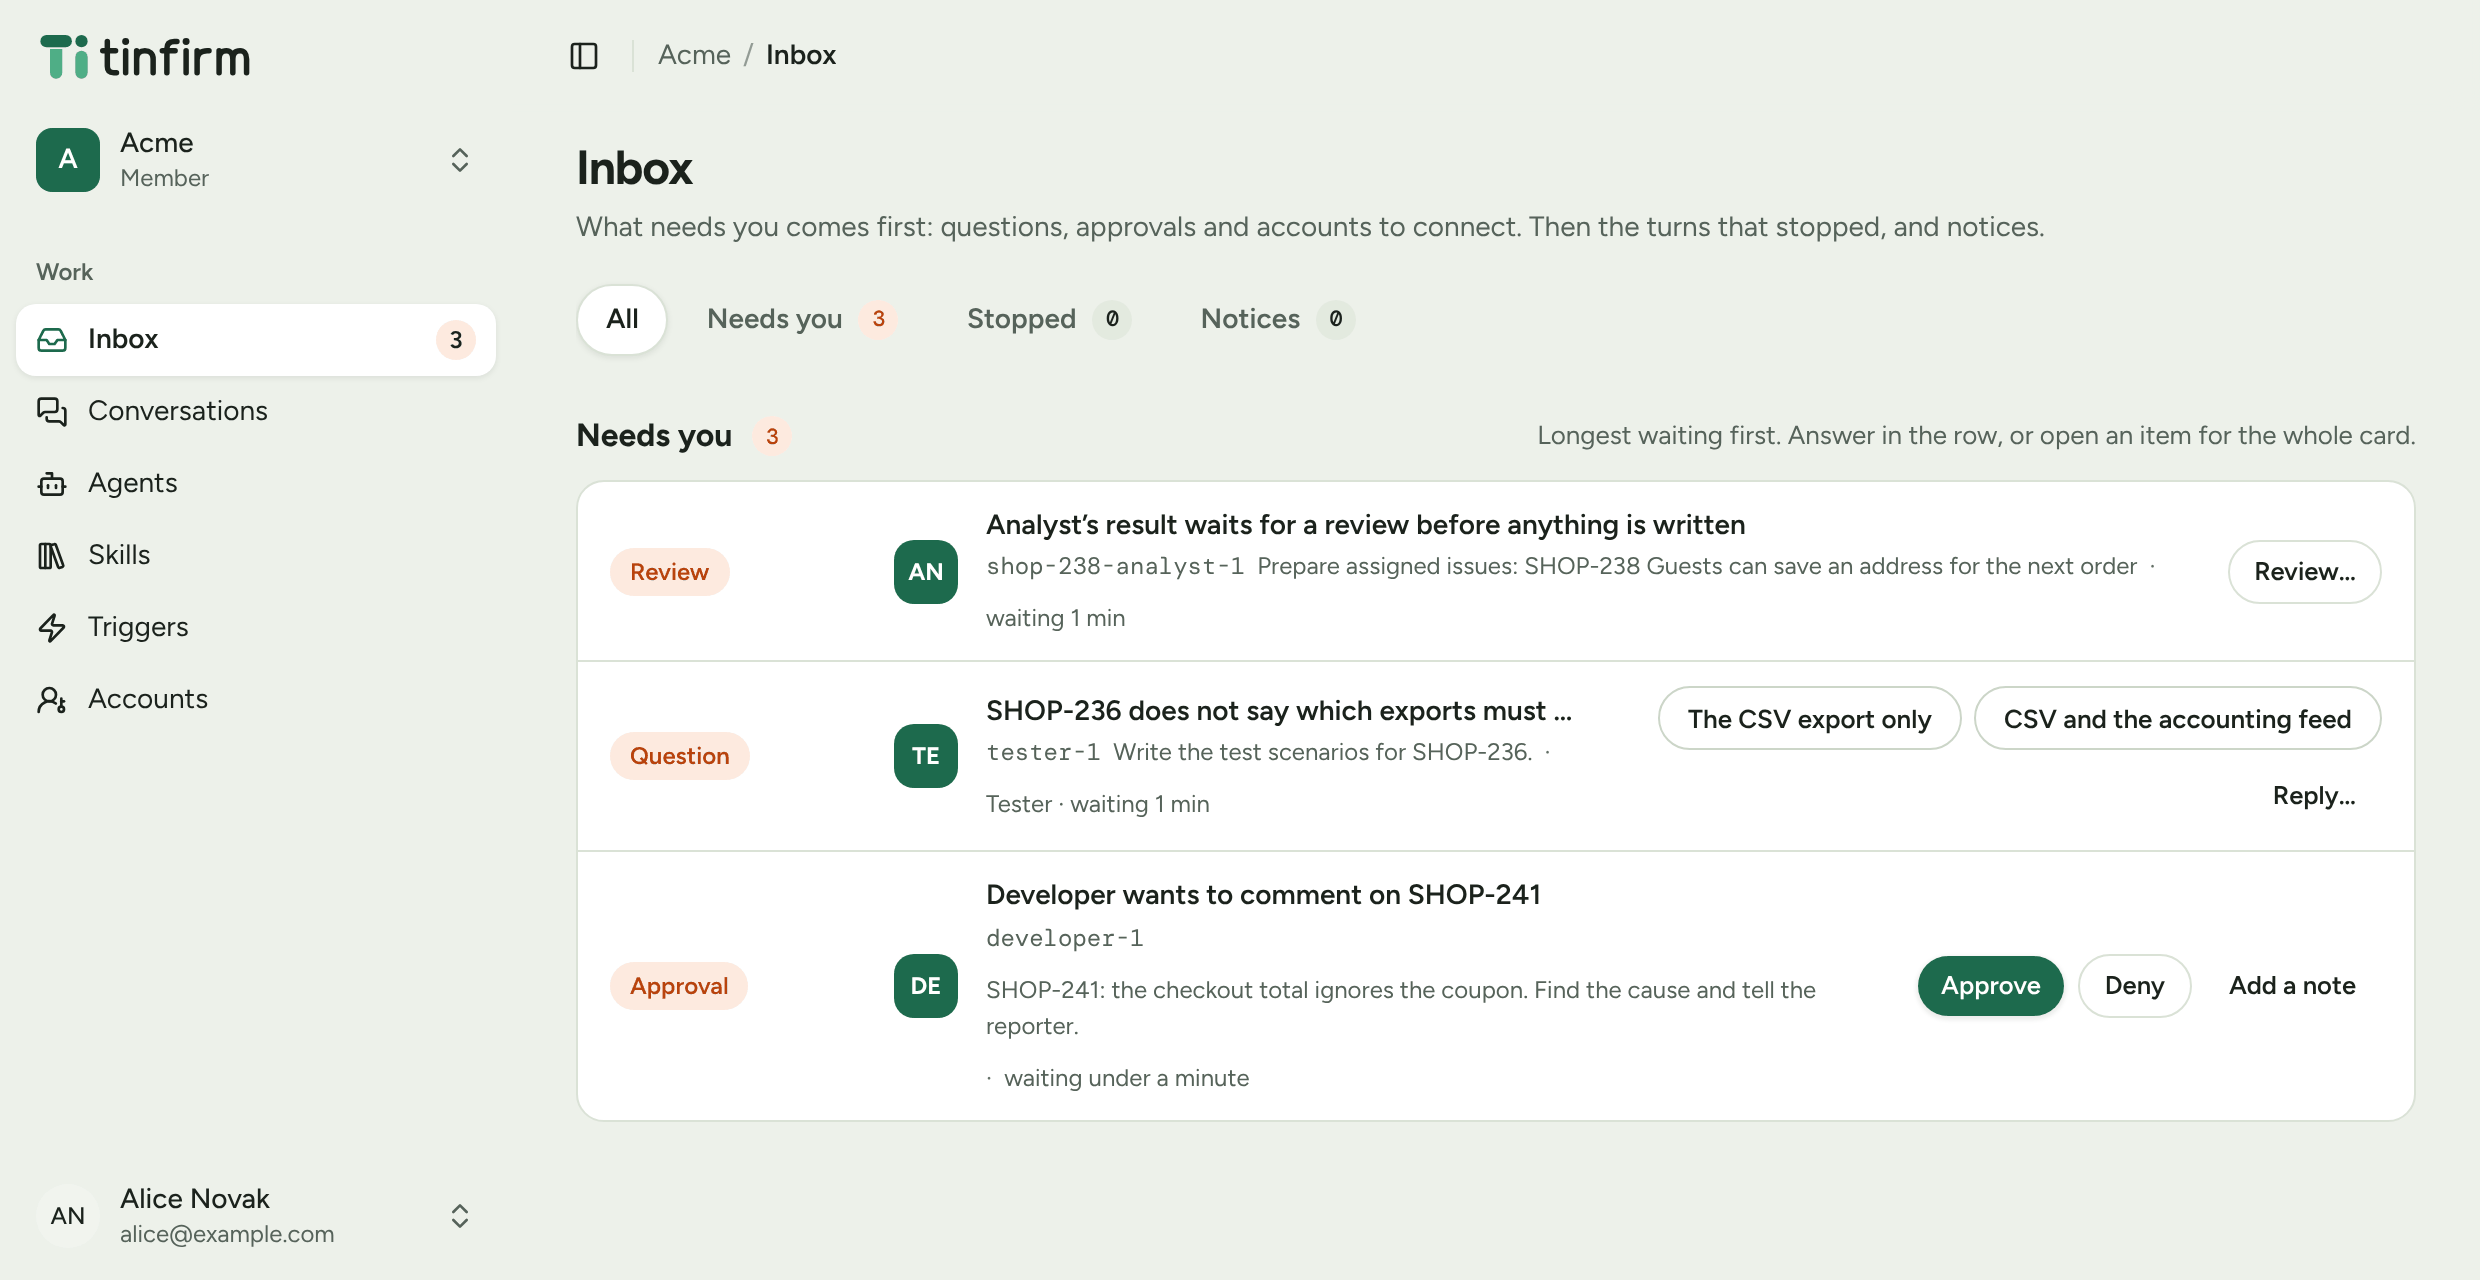 Ti tinfirm
A
Acme
Member
Work
Inbox 3
Conversations
Agents
Skills
Triggers
Accounts
AN
Alice Novak
alice@example.com
Acme / Inbox
Inbox
What needs you comes first: questions, approvals and accounts to connect. Then the turns that stopped, and notices.
All Needs you 3 Stopped 0 Notices 0
Needs you 3
Longest waiting first. Answer in the row, or open an item for the whole card.
Review
AN
Analyst’s result waits for a review before anything is written
shop-238-analyst-1 Prepare assigned issues: SHOP-238 Guests can save an address for the next order ·
waiting 1 min
Review…
Question
TE
SHOP-236 does not say which exports must …
tester-1 Write the test scenarios for SHOP-236. ·
Tester · waiting 1 min
The CSV export only
CSV and the accounting feed
Reply…
Approval
DE
Developer wants to comment on SHOP-241
developer-1
SHOP-241: the checkout total ignores the coupon. Find the cause and tell the
reporter.
· waiting under a minute
Approve
Deny
Add a note